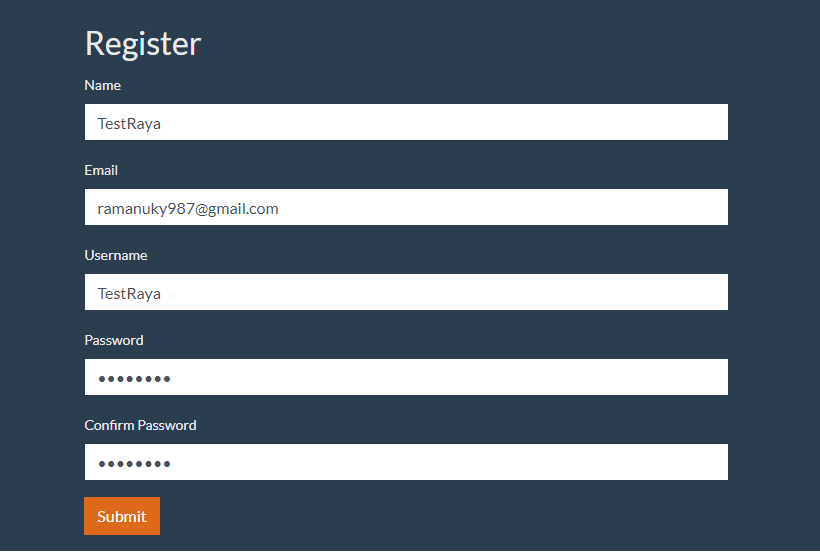 Register
Name
TestRaya
Email
ramanuky987@gmail.com
Username
TestRaya
Password
••••••••
Confirm Password
••••••••
Submit